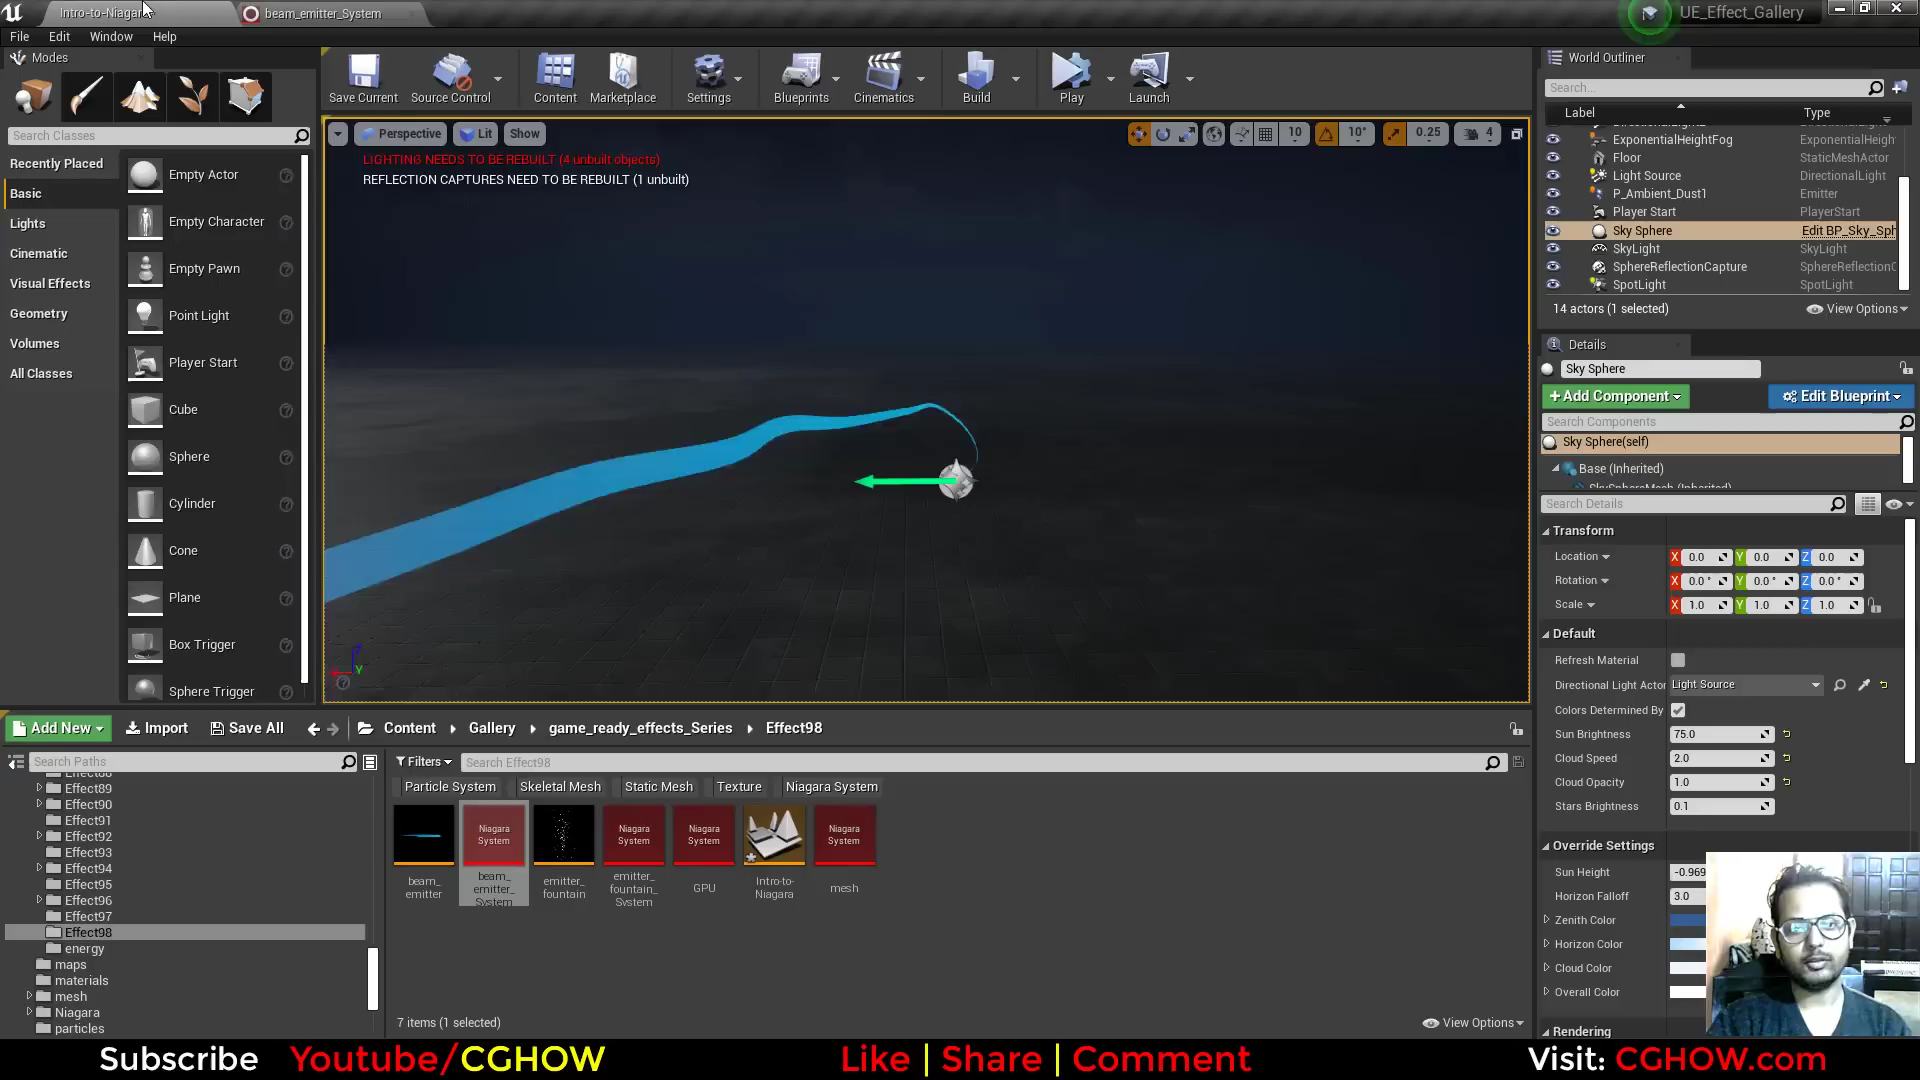 Intro-to-Niagar
beam_emitter_System
UE_Effect_Gallery
File Edit Window Help
Modes
Search Classes
Recently Placed
Basic
Lights
Cinematic
Visual Effects
Geometry
Volumes
All Classes
Empty Actor
Empty Character
Empty Pawn
Point Light
Player Start
Cube
Sphere
Cylinder
Cone
Plane
Box Trigger
Sphere Trigger
Save Current Source Control Content Marketplace Settings Blueprints Cinematics Build Play Launch
Perspective Lit Show
10 10° 0.25 4
LIGHTING NEEDS TO BE REBUILT (4 unbuilt objects)
REFLECTION CAPTURES NEED TO BE REBUILT (1 unbuilt)
World Outliner
Search...
Label Type
ExponentialHeightFog ExponentialHeigh
Floor StaticMeshActor
Light Source DirectionalLight
P_Ambient_Dust1 Emitter
Player Start PlayerStart
Sky Sphere Edit BP_Sky_Sph
SkyLight SkyLight
SphereReflectionCapture SphereReflectionC
SpotLight SpotLight
14 actors (1 selected) View Options
Details
Sky Sphere
+Add Component Edit Blueprint
Search Components
Sky Sphere(self)
Base (Inherited)
SkySphereMesh (Inherited)
Search Details
Transform
Location X 0.0 Y 0.0 Z 0.0
Rotation X 0.0 ° Y 0.0 ° Z 0.0 °
Scale X 1.0 Y 1.0 Z 1.0
Default
Refresh Material
Directional Light Actor Light Source
Colors Determined By
Sun Brightness 75.0
Cloud Speed 2.0
Cloud Opacity 1.0
Stars Brightness 0.1
Override Settings
Sun Height -0.969
Horizon Falloff 3.0
Zenith Color
Horizon Color
Cloud Color
Overall Color
Rendering
Add New Import Save All Content Gallery game_ready_effects_Series Effect98
Search Paths
Effect88
Effect89
Effect90
Effect91
Effect92
Effect93
Effect94
Effect95
Effect96
Effect97
Effect98
energy
maps
materials
mesh
Niagara
particles
Filters Search Effect98
Particle System Skeletal Mesh Static Mesh Texture Niagara System
Niagara System
Niagara System
Niagara System
Niagara System
beam_emitter
beam_emitter_System
emitter_fountain
emitter_fountain_System
GPU
Intro-to-Niagara
mesh
7 items (1 selected) View Options
Subscribe Youtube/CGHOW Like | Share | Comment Visit: CGHOW.com